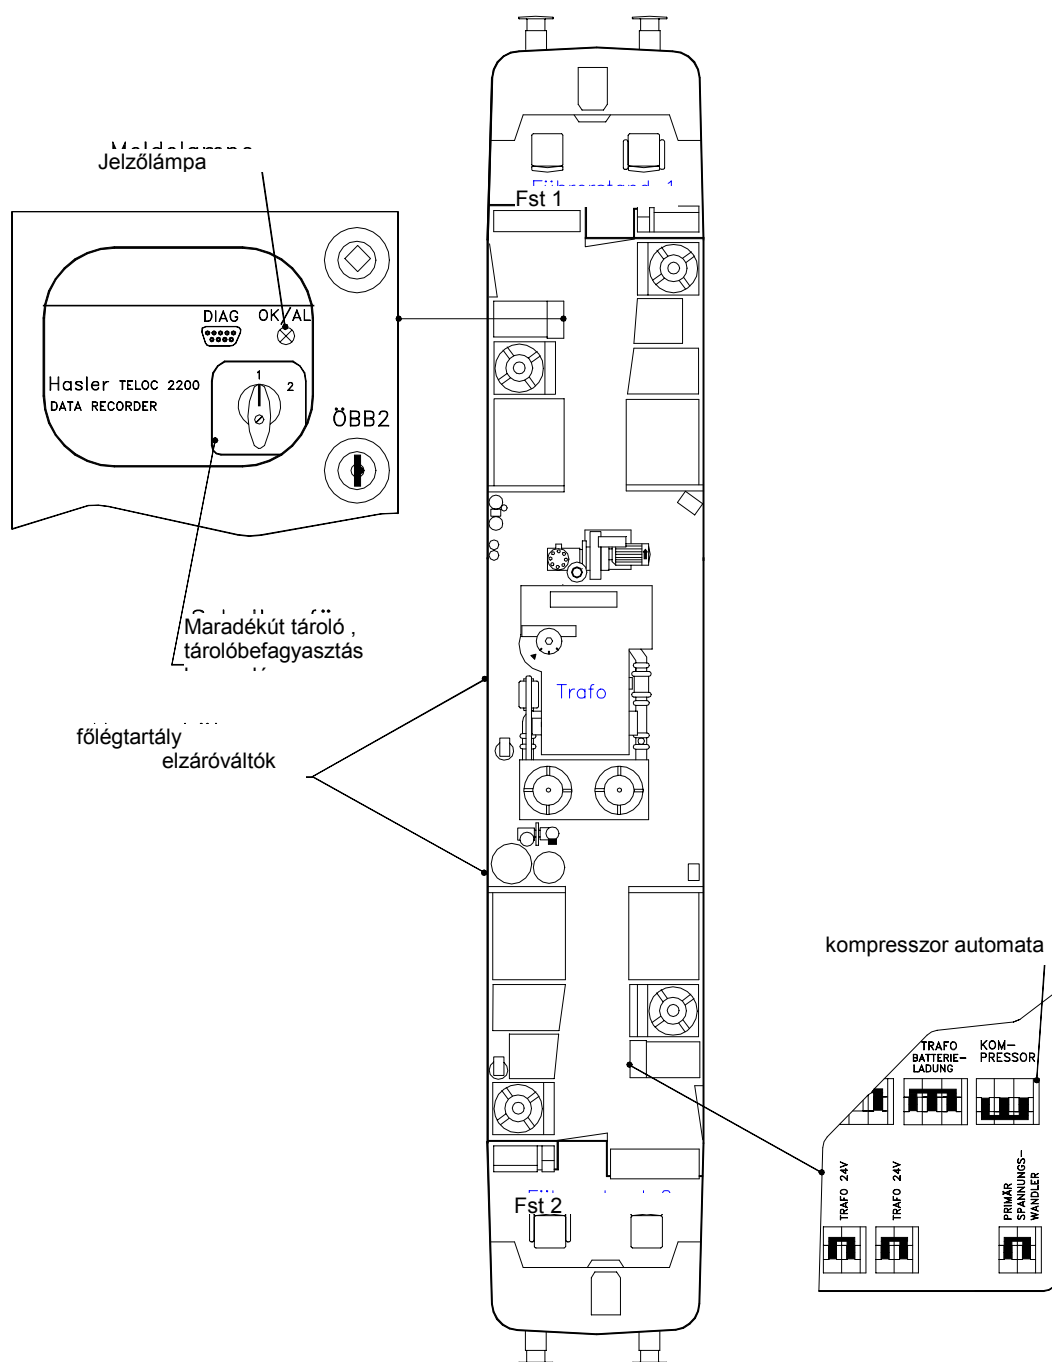 Jelzőlámpa
Fst 1
DIAG OK/AL
Hasler TELOC 2200
DATA RECORDER
1
2
ÖBB2
Maradékút tároló ,
tárolóbefagyasztás
Trafo
főlégtartály
elzáróváltók
kompresszor automata
TRAFO
BATTERIE-
LADUNG
KOM-
PRESSOR
TRAFO 24V
TRAFO 24V
PRIMÄR
SPANNUNGS-
WANDLER
Fst 2